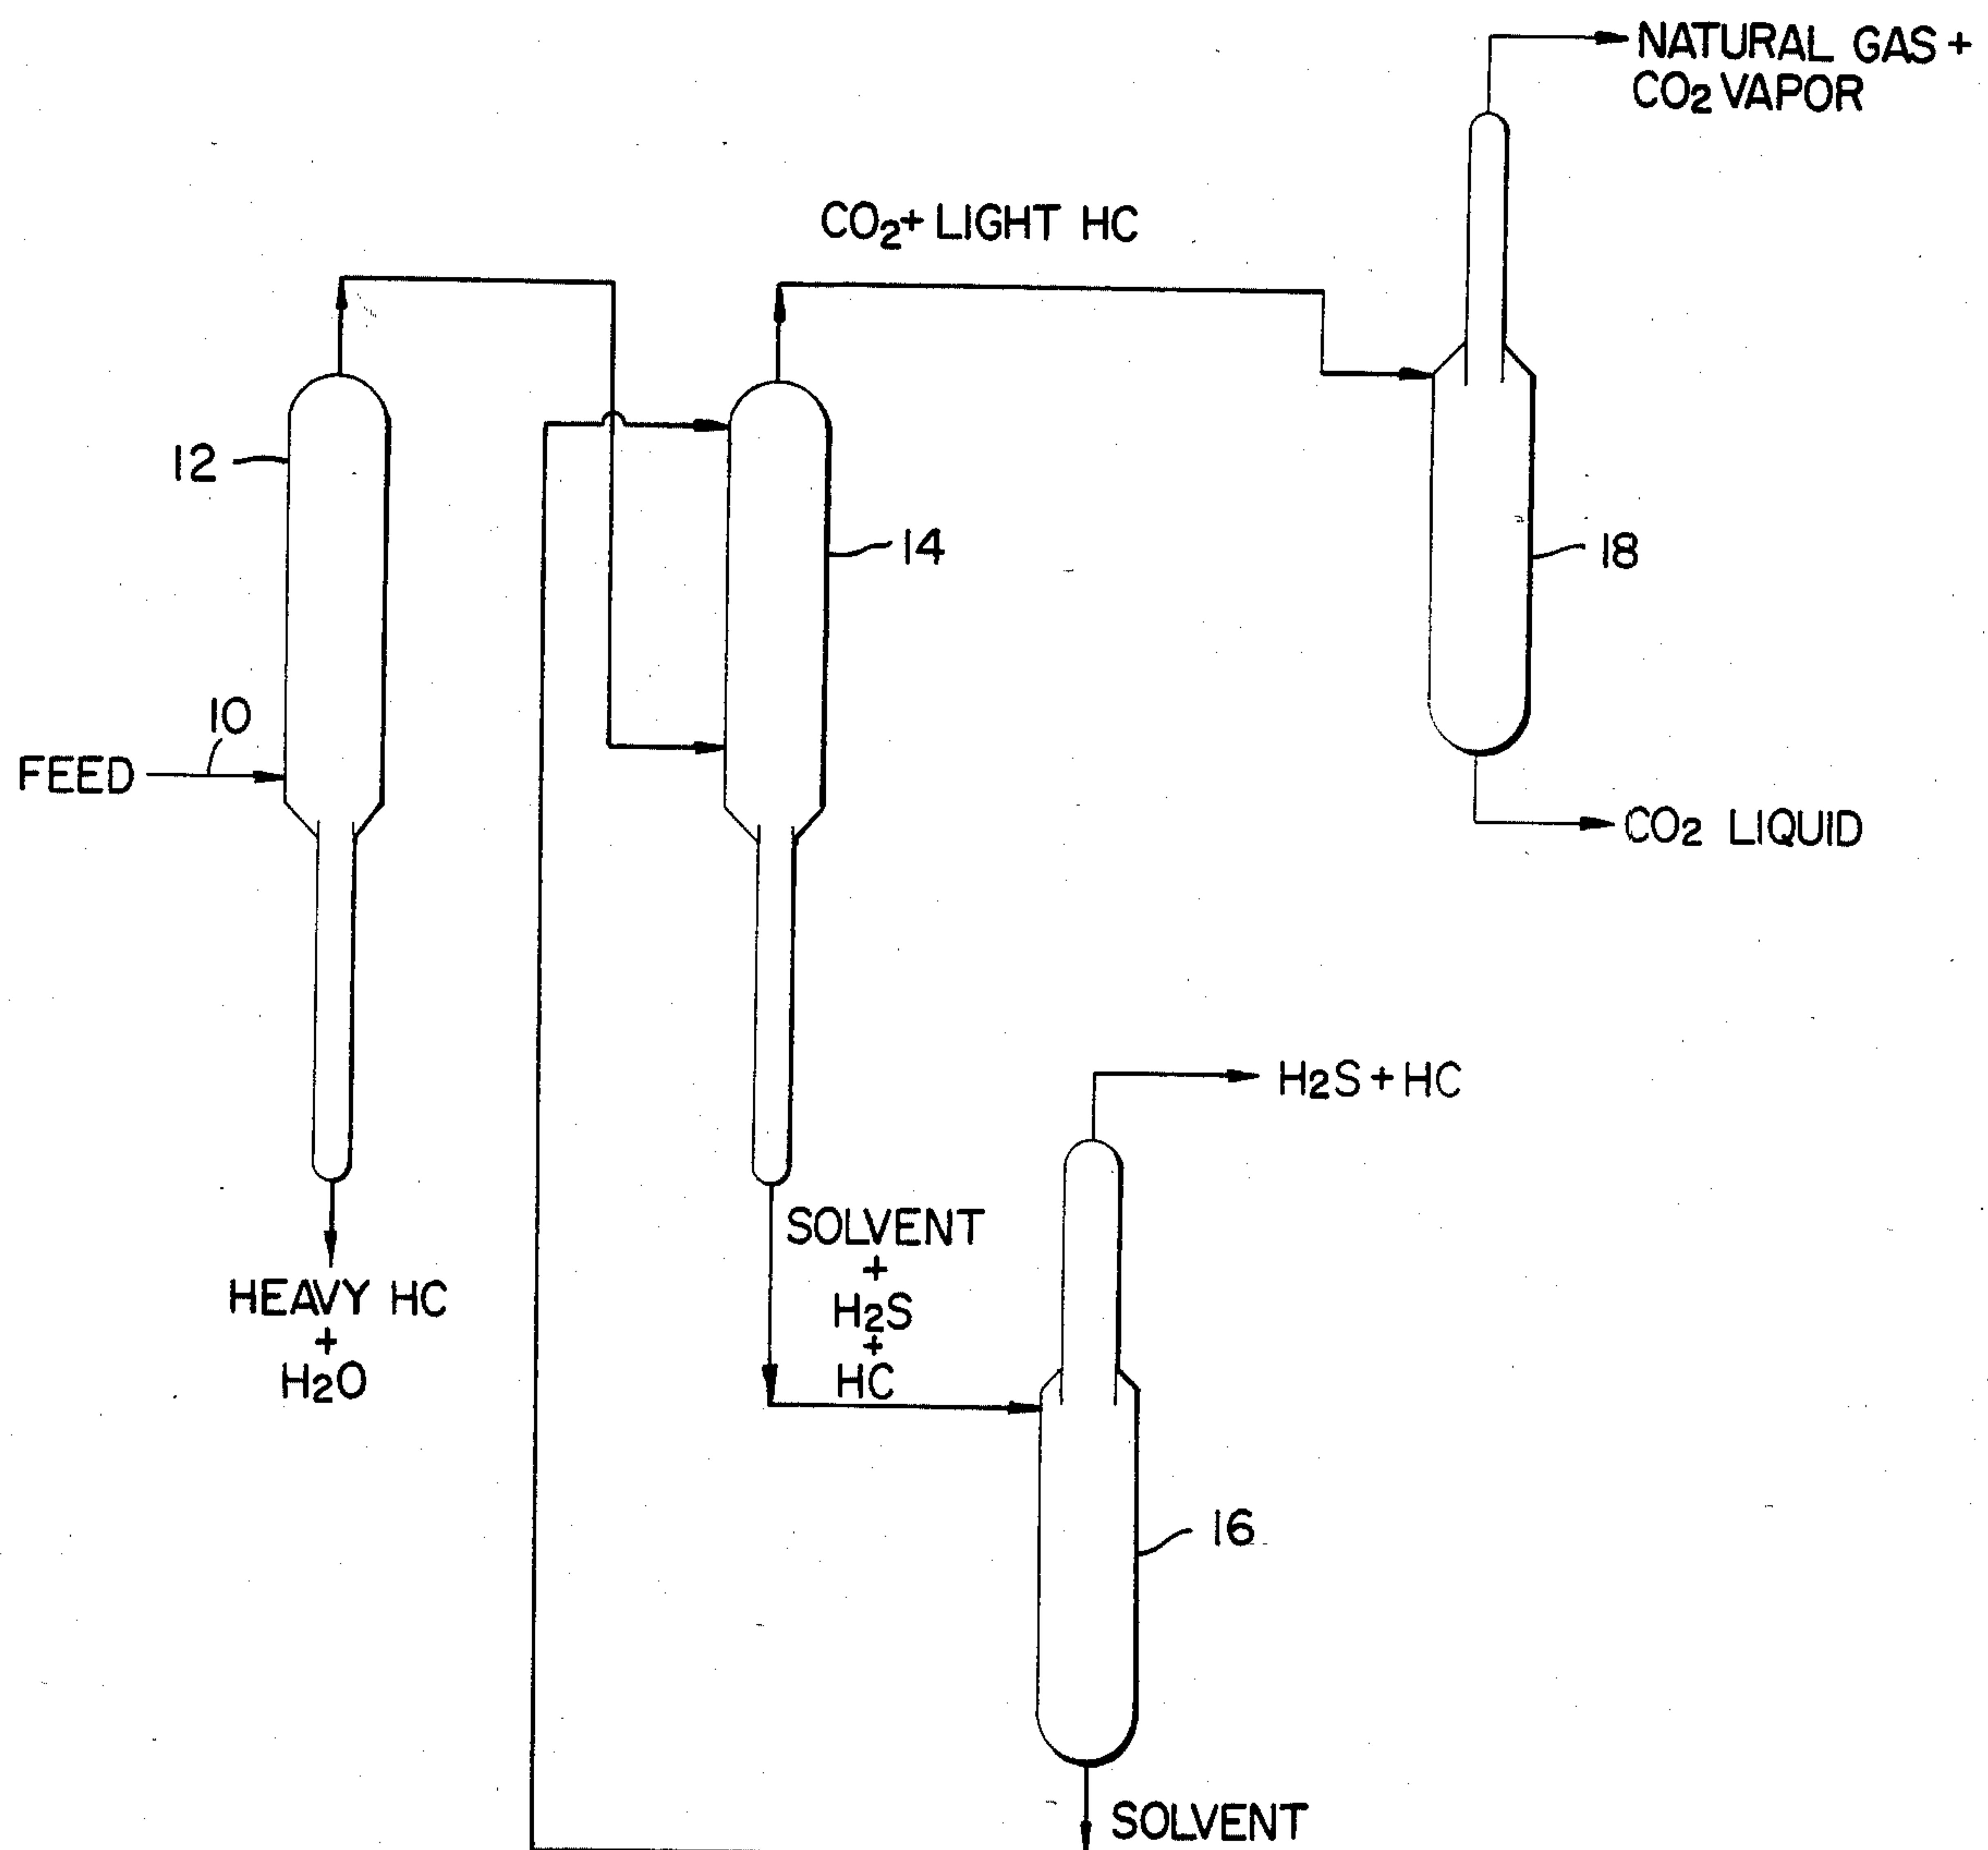 NATURAL GAS +
CO2 VAPOR
CO2 + LIGHT HC
12
14
18
10
FEED
CO2 LIQUID
H2S + HC
SOLVENT
+
H2S
+
HC
HEAVY HC
+
H2O
16
SOLVENT